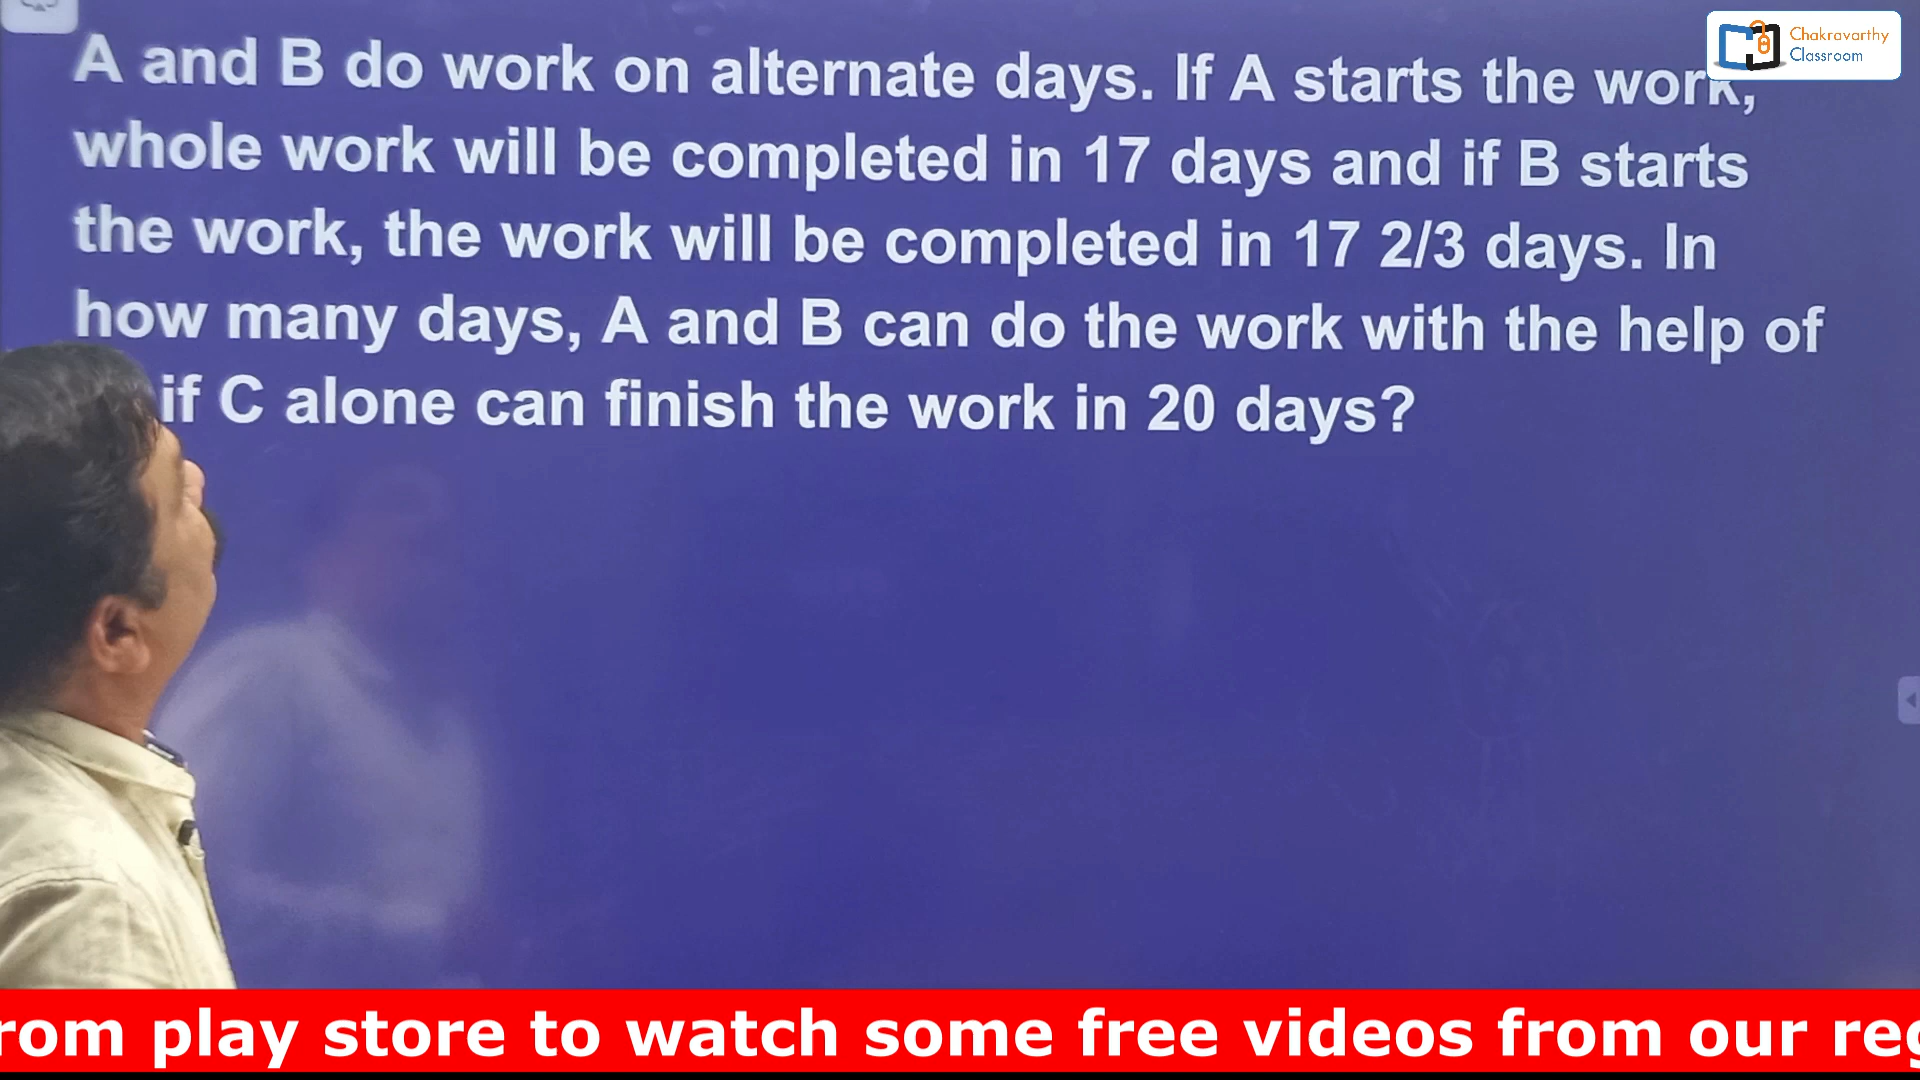 Chakravarthy
Classroom
A and B do work on alternate days. If A starts the work,
whole work will be completed in 17 days and if B starts
the work, the work will be completed in 17 2/3 days. In
how many days, A and B can do the work with the help of
if C alone can finish the work in 20 days?
rom play store to watch some free videos from our reg